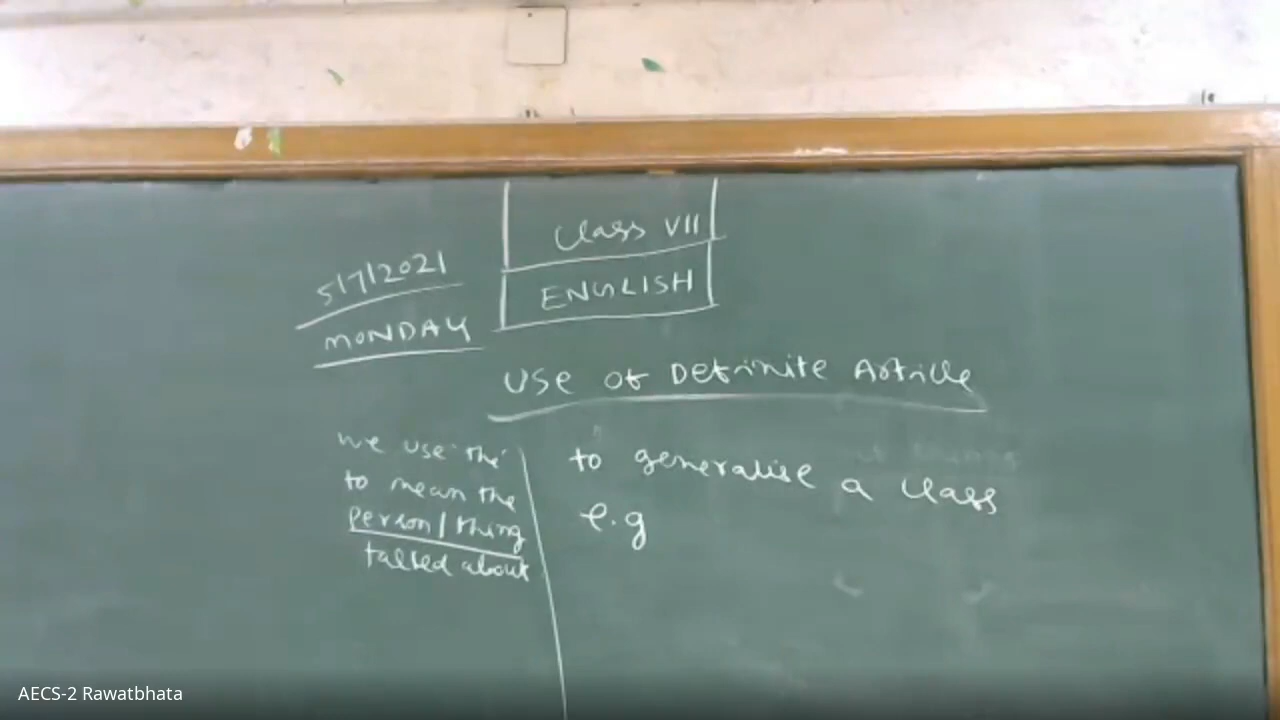 Class VII
ENGLISH
5/7/2021
MONDAY
Use of Definite Article
we use 'the'
to mean the
person/thing
talked about
to generalise a class
e.g
AECS-2 Rawatbhata